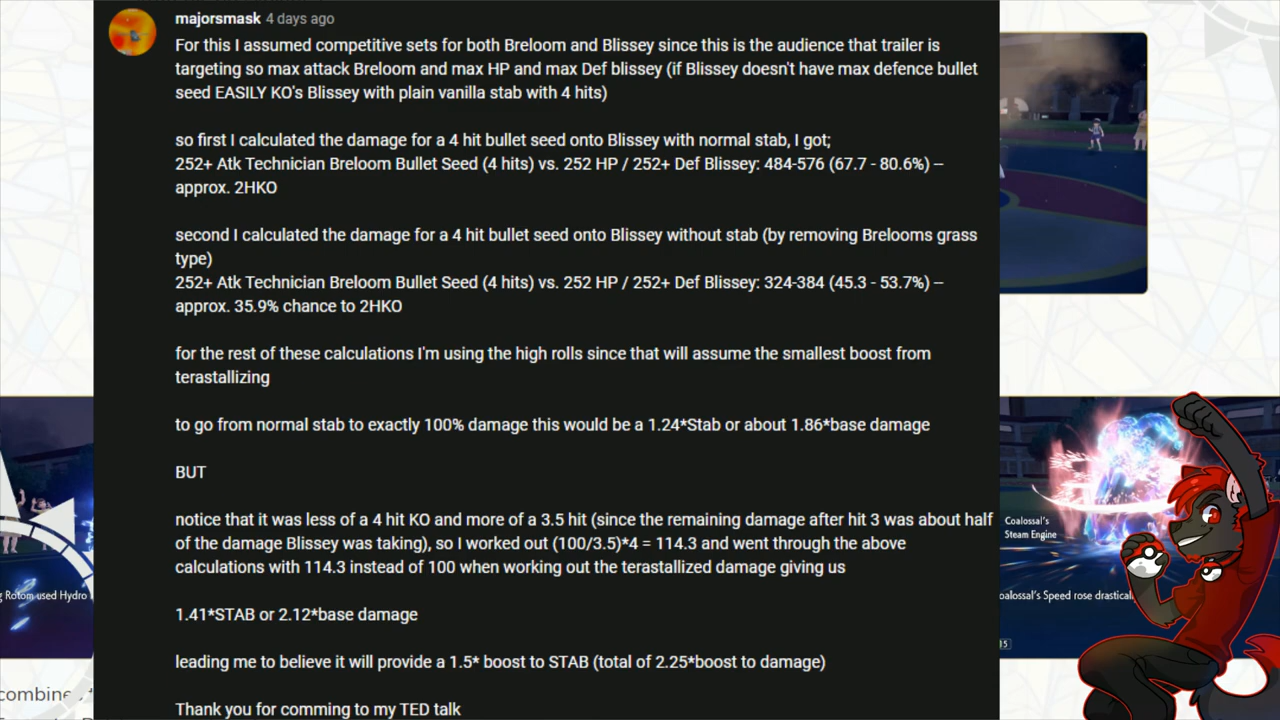 majorsmask 4 days ago
For this I assumed competitive sets for both Breloom and Blissey since this is the audience that trailer is
targeting so max attack Breloom and max HP and max Def blissey (if Blissey doesn't have max defence bullet
seed EASILY KO's Blissey with plain vanilla stab with 4 hits)
so first I calculated the damage for a 4 hit bullet seed onto Blissey with normal stab, I got;
252+ Atk Technician Breloom Bullet Seed (4 hits) vs. 252 HP / 252+ Def Blissey: 484-576 (67.7 - 80.6%) --
approx. 2HKO
second I calculated the damage for a 4 hit bullet seed onto Blissey without stab (by removing Brelooms grass
type)
252+ Atk Technician Breloom Bullet Seed (4 hits) vs. 252 HP / 252+ Def Blissey: 324-384 (45.3 - 53.7%) --
approx. 35.9% chance to 2HKO
for the rest of these calculations I'm using the high rolls since that will assume the smallest boost from
terastallizing
to go from normal stab to exactly 100% damage this would be a 1.24*Stab or about 1.86*base damage
BUT
notice that it was less of a 4 hit KO and more of a 3.5 hit (since the remaining damage after hit 3 was about half
of the damage Blissey was taking), so I worked out (100/3.5)*4 = 114.3 and went through the above
calculations with 114.3 instead of 100 when working out the terastallized damage giving us
1.41*STAB or 2.12*base damage
leading me to believe it will provide a 1.5* boost to STAB (total of 2.25*boost to damage)
Thank you for comming to my TED talk
Coalossal's
Steam Engine
oalossal's Speed rose drastical
15
g Rotom used Hydro
combine